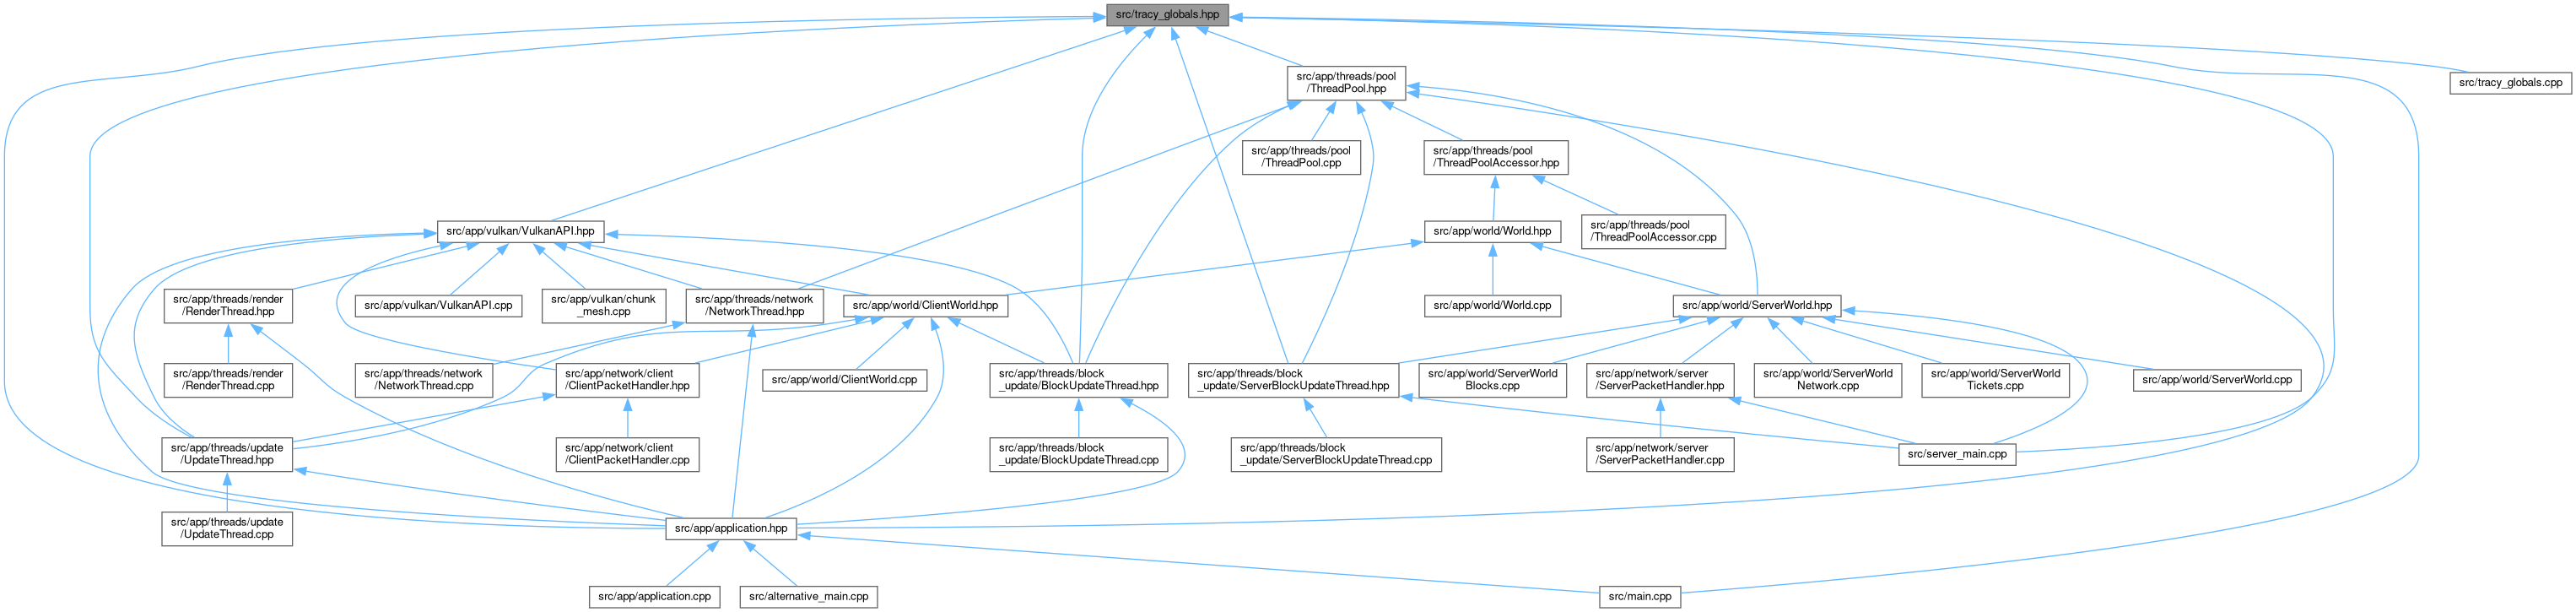 src/tracy_globals.hpp
src/app/threads/pool
/ThreadPool.hpp
src/tracy_globals.cpp
src/app/threads/pool
/ThreadPool.cpp
src/app/threads/pool
/ThreadPoolAccessor.hpp
src/app/vulkan/VulkanAPI.hpp
src/app/world/World.hpp
src/app/threads/pool
/ThreadPoolAccessor.cpp
src/app/threads/render
/RenderThread.hpp
src/app/vulkan/VulkanAPI.cpp
src/app/vulkan/chunk
_mesh.cpp
src/app/threads/network
/NetworkThread.hpp
src/app/world/ClientWorld.hpp
src/app/world/World.cpp
src/app/world/ServerWorld.hpp
src/app/threads/render
/RenderThread.cpp
src/app/threads/network
/NetworkThread.cpp
src/app/network/client
/ClientPacketHandler.hpp
src/app/world/ClientWorld.cpp
src/app/threads/block
_update/BlockUpdateThread.hpp
src/app/threads/block
_update/ServerBlockUpdateThread.hpp
src/app/world/ServerWorld
Blocks.cpp
src/app/network/server
/ServerPacketHandler.hpp
src/app/world/ServerWorld
Network.cpp
src/app/world/ServerWorld
Tickets.cpp
src/app/world/ServerWorld.cpp
src/app/threads/update
/UpdateThread.hpp
src/app/network/client
/ClientPacketHandler.cpp
src/app/threads/block
_update/BlockUpdateThread.cpp
src/app/threads/block
_update/ServerBlockUpdateThread.cpp
src/app/network/server
/ServerPacketHandler.cpp
src/server_main.cpp
src/app/threads/update
/UpdateThread.cpp
src/app/application.hpp
src/app/application.cpp
src/alternative_main.cpp
src/main.cpp